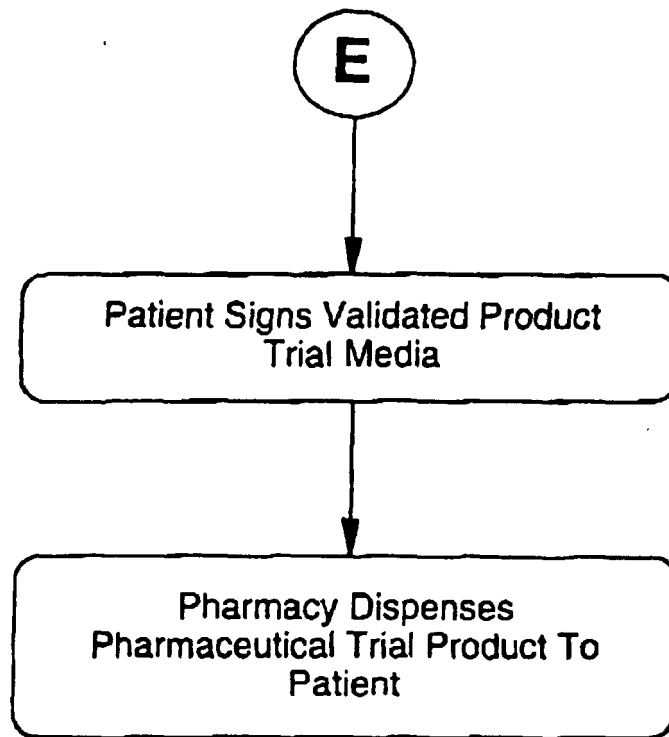 E
Patient Signs Validated Product
Trial Media
Pharmacy Dispenses
Pharmaceutical Trial Product To
Patient